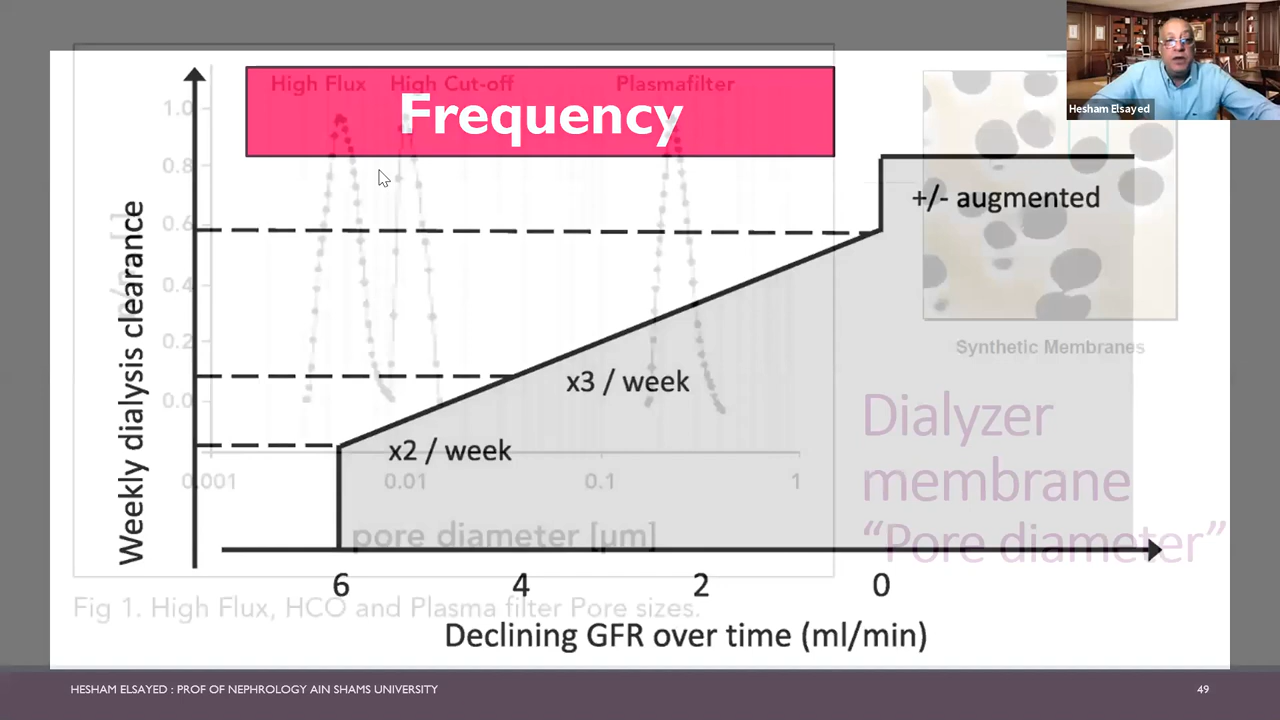 High Flux High Cut-off Plasmafilter
Frequency
Hesham Elsayed
1.0
0.8
0.6
0.4
0.2
0.0
Weekly dialysis clearance
+/- augmented
x3 / week
x2 / week
Synthetic Membranes
Dialyzer
membrane
“Pore diameter”
0.001 0.01 0.1 1
pore diameter [µm]
6 4 2 0
Fig 1. High Flux, HCO and Plasma filter Pore sizes.
Declining GFR over time (ml/min)
HESHAM ELSAYED : PROF OF NEPHROLOGY AIN SHAMS UNIVERSITY
49